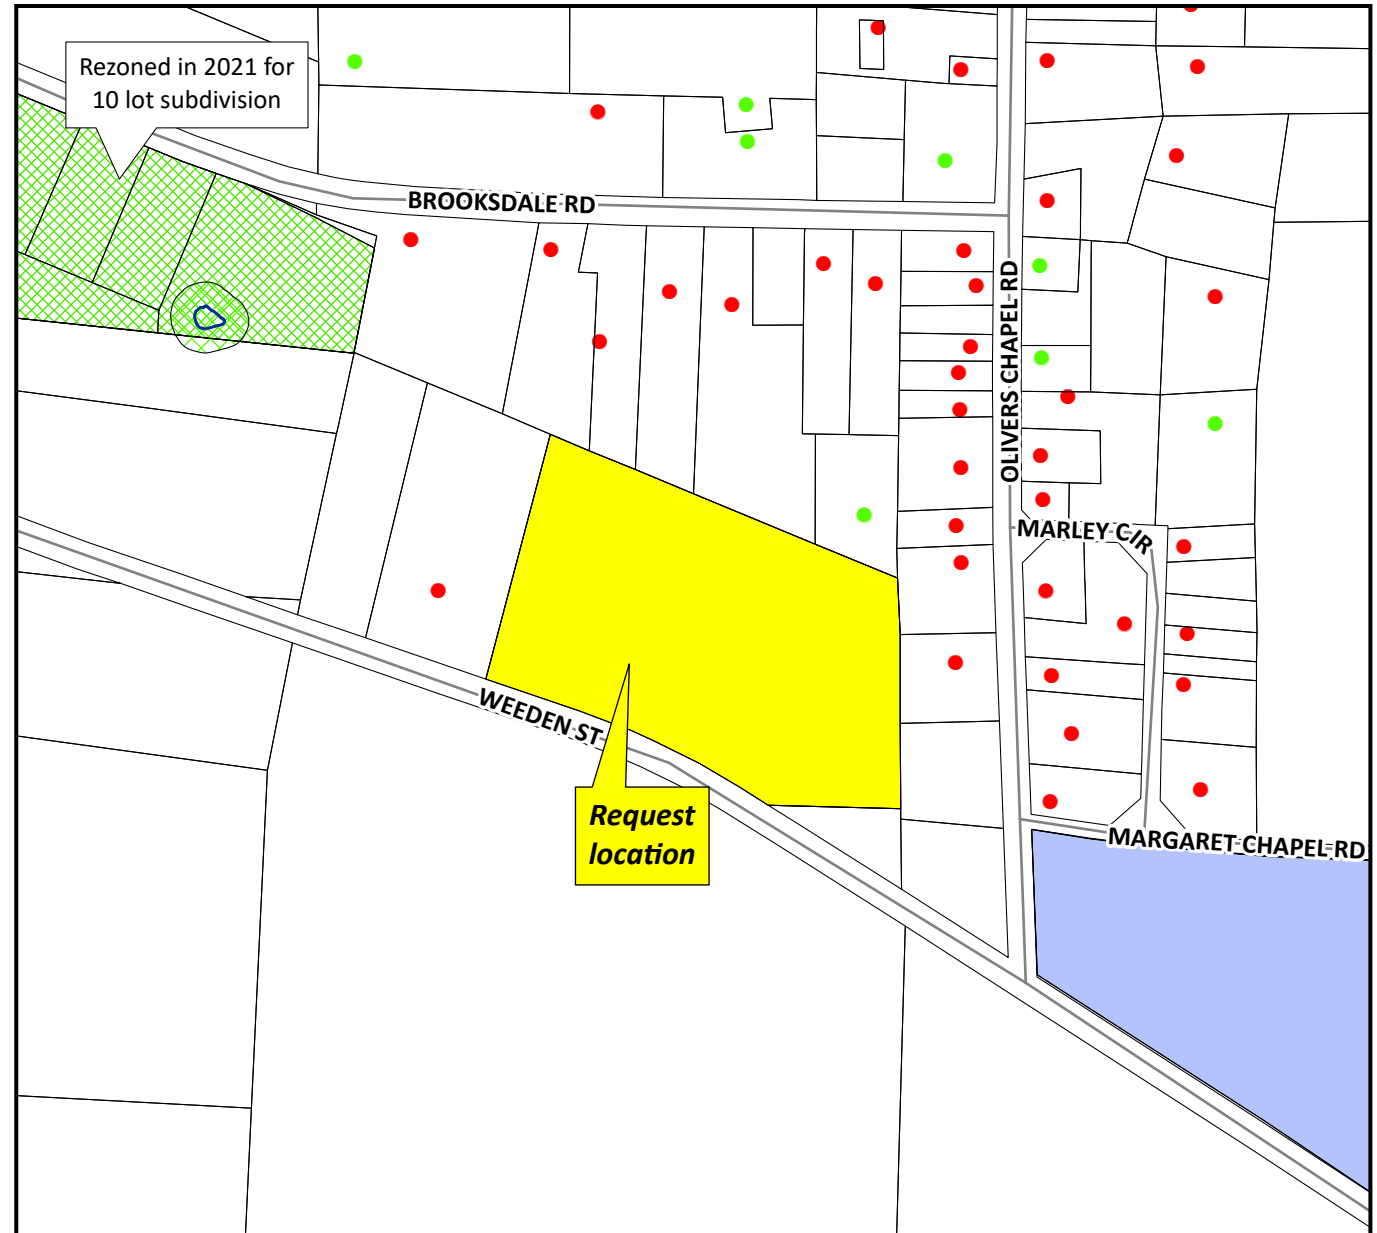 Rezoned in 2021 for
10 lot subdivision
BROOKSDALE RD
OLIVERS CHAPEL RD
MARLEY CIR
WEEDEN ST
Request
location
MARGARET CHAPEL RD